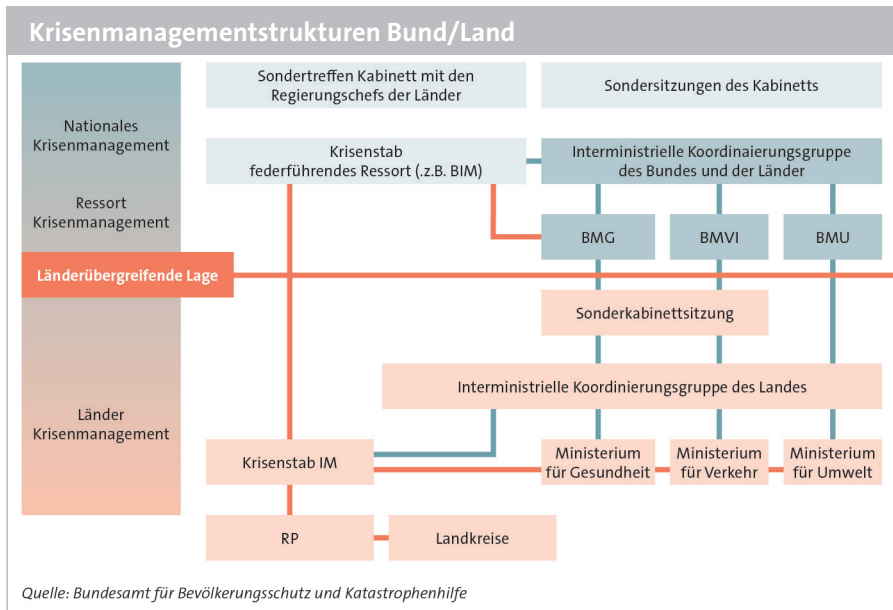 Krisenmanagementstrukturen Bund/Land
Sondertreffen Kabinett mit den
Regierungschefs der Länder
Sondersitzungen des Kabinetts
Nationales
Krisenmanagement
Krisenstab
federführendes Ressort (.z.B. BIM)
Interministrielle Koordinaierungsgruppe
des Bundes und der Länder
Ressort
Krisenmanagement
BMG
BMVI
BMU
Länderübergreifende Lage
Sonderkabinettsitzung
Interministrielle Koordinierungsgruppe des Landes
Länder
Krisenmanagement
Krisenstab IM
Ministerium
für Gesundheit
Ministerium
für Verkehr
Ministerium
für Umwelt
RP
Landkreise
Quelle: Bundesamt für Bevölkerungsschutz und Katastrophenhilfe